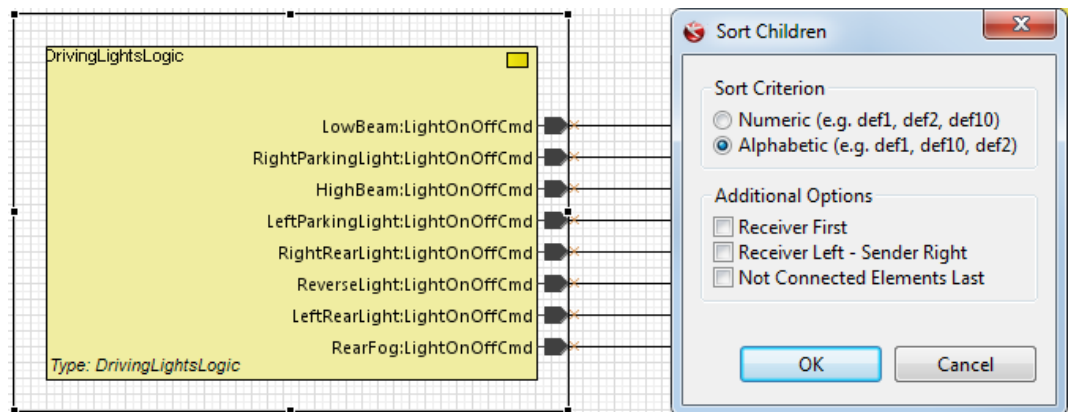 DrivingLightsLogic
LowBeam:LightOnOffCmd
RightParkingLight:LightOnOffCmd
HighBeam:LightOnOffCmd
LeftParkingLight:LightOnOffCmd
RightRearLight:LightOnOffCmd
ReverseLight:LightOnOffCmd
LeftRearLight:LightOnOffCmd
RearFog:LightOnOffCmd
Type: DrivingLightsLogic
Sort Children
Sort Criterion
Numeric (e.g. def1, def2, def10)
Alphabetic (e.g. def1, def10, def2)
Additional Options
Receiver First
Receiver Left - Sender Right
Not Connected Elements Last
OK
Cancel